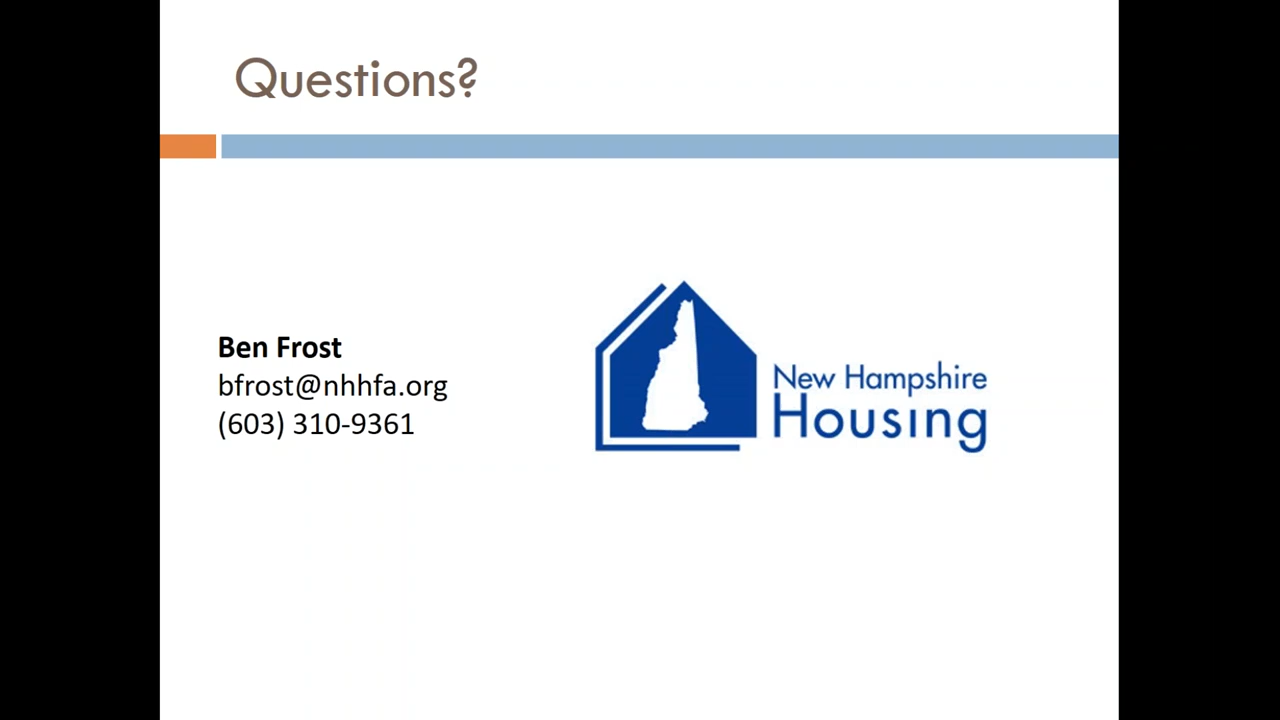 Questions?
Ben Frost
bfrost@nhhfa.org
(603) 310-9361
New Hampshire
Housing